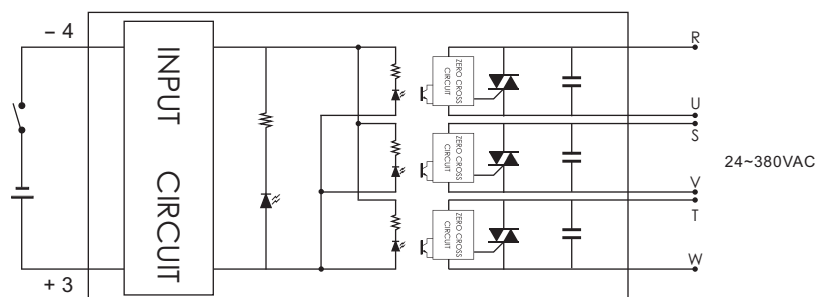 − 4
+ 3
INPUT CIRCUIT
ZERO CROSS
CIRCUIT
ZERO CROSS
CIRCUIT
ZERO CROSS
CIRCUIT
R
U
S
V
T
W
24~380VAC